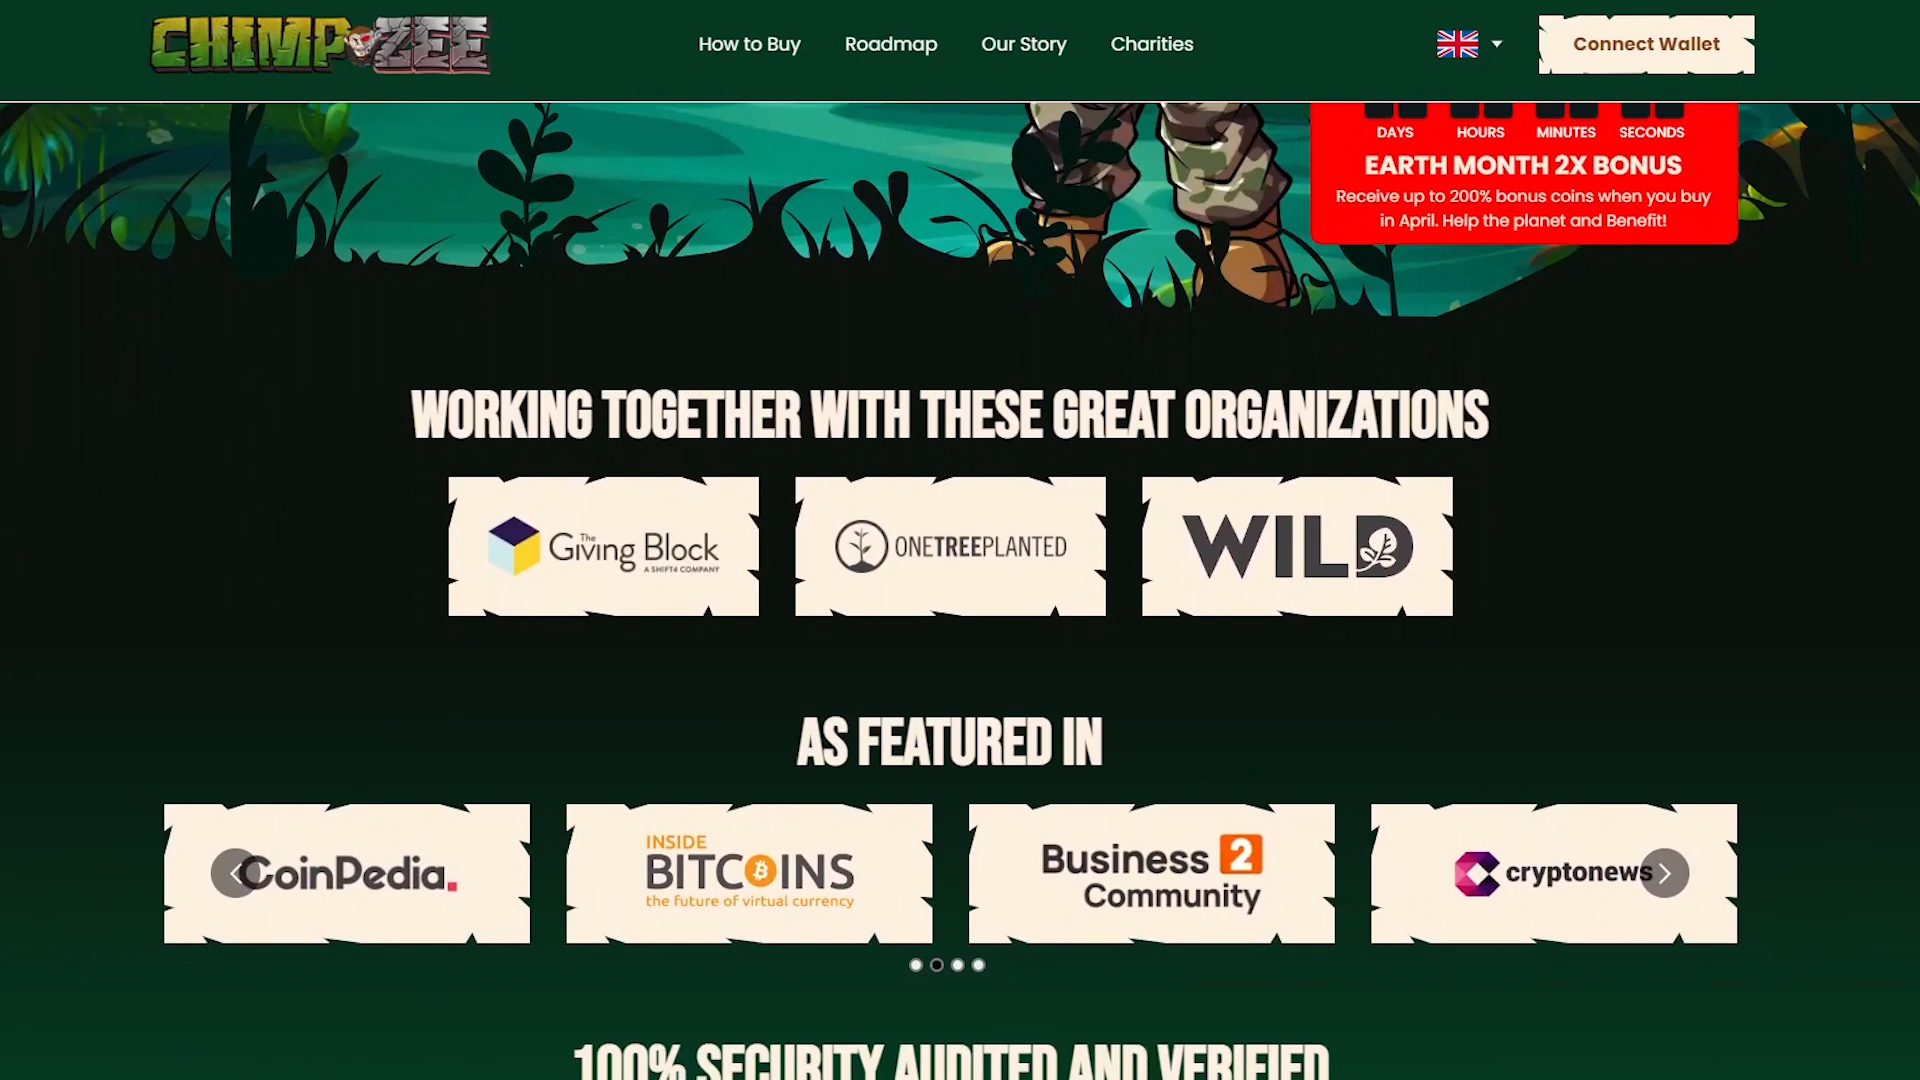 CHIMPZEE
How to Buy
Roadmap
Our Story
Charities
Connect Wallet
DAYS
HOURS
MINUTES
SECONDS
EARTH MONTH 2X BONUS
Receive up to 200% bonus coins when you buy
in April. Help the planet and Benefit!
WORKING TOGETHER WITH THESE GREAT ORGANIZATIONS
The
Giving Block
A SHIFT4 COMPANY
ONETREEPLANTED
WILD
AS FEATURED IN
CoinPedia.
INSIDE
BITCOINS
the future of virtual currency
Business 2
Community
cryptonews
100% SECURITY AUDITED AND VERIFIED